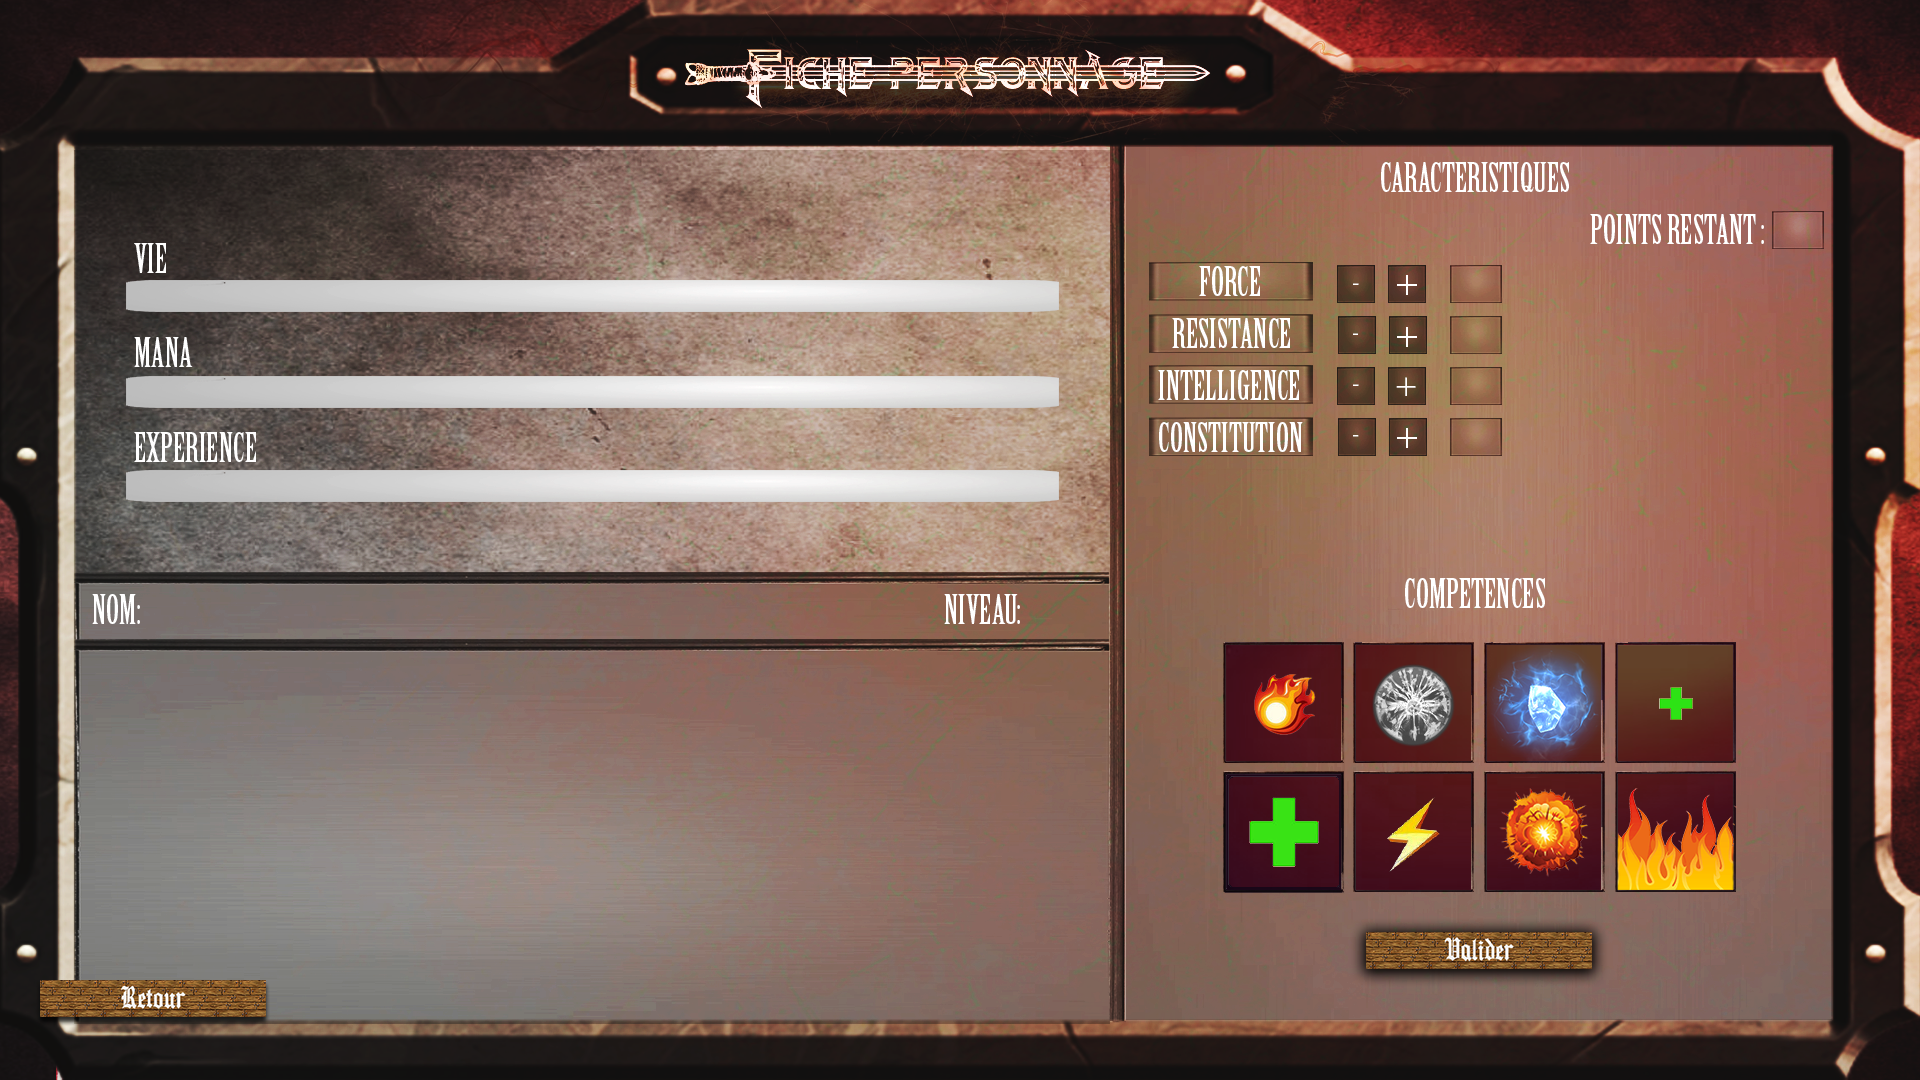 FICHE PERSONNAGE
VIE
MANA
EXPERIENCE
NOM:
NIVEAU:
Retour
CARACTERISTIQUES
POINTS RESTANT :
FORCE - +
RESISTANCE - +
INTELLIGENCE - +
CONSTITUTION - +
COMPETENCES
Valider